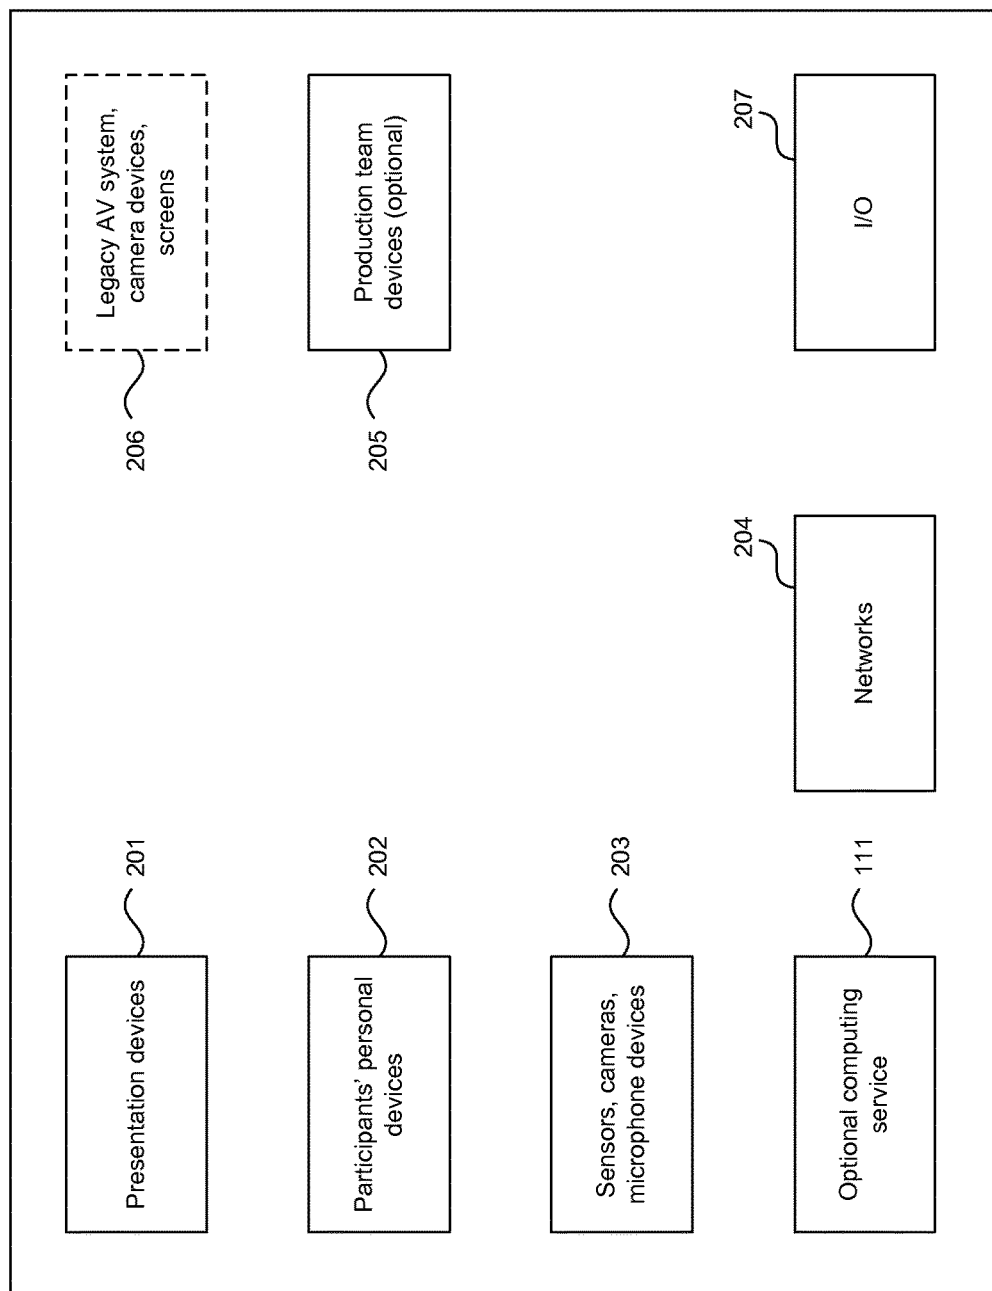 Presentation devices
201
Legacy AV system,
camera devices,
screens
206
Participants' personal
devices
202
Production team
devices (optional)
205
Sensors, cameras,
microphone devices
203
Optional computing
service
111
Networks
204
I/O
207